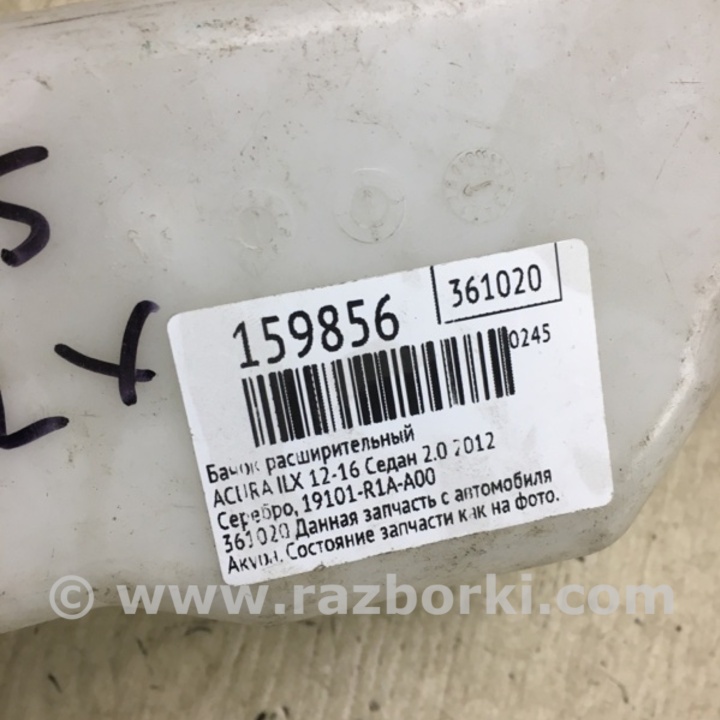 S
LX
159856
361020
0245
Бачок расширительный
ACURA ILX 12-16 Седан 2.0 2012
Серебро, 19101-R1A-A00
361020 Данная запчасть с автомобиля
Акура. Состояние запчасти как на фото.
© www.razborki.com